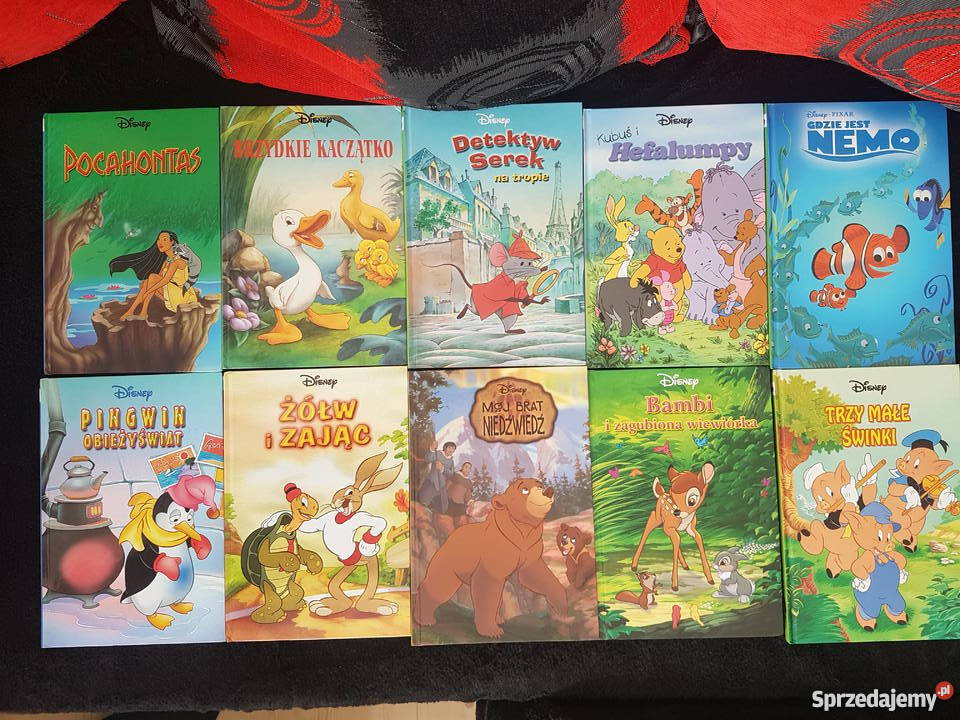 Disney
POCAHONTAS
Disney
BRZYDKIE KACZĄTKO
Disney
Detektyw
Serek
na tropie
Disney
Kubuś i
Hefalumpy
Disney · PIXAR
GDZIE JEST
NEMO
Disney
PINGWIN
OBIEŻYŚWIAT
Disney
ŻÓŁW
i ZAJĄC
Disney
MÓJ BRAT
NIEDŹWIEDŹ
Disney
Bambi
i zagubiona wiewiórka
Disney
TRZY MAŁE
ŚWINKI
Sprzedajemy.pl